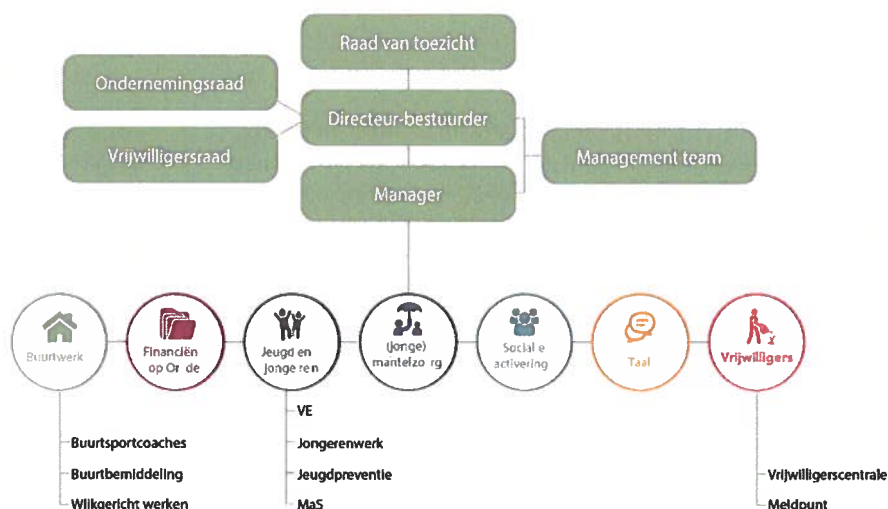 Raad van toezicht
Ondernemingsraad
Directeur-bestuurder
Vrijwilligersraad
Management team
Manager
Buurtwerk
Financiën
op Orde
Jeugd en
Jongeren
(Jonge)
mantelzorg
Sociale
activering
Taal
Vrijwilligers
VE
Buurtsportcoaches
Jongerenwerk
Buurtbemiddeling
Jeugdpreventie
Vrijwilligerscentrale
Wijkgericht werken
MaS
Meldpunt